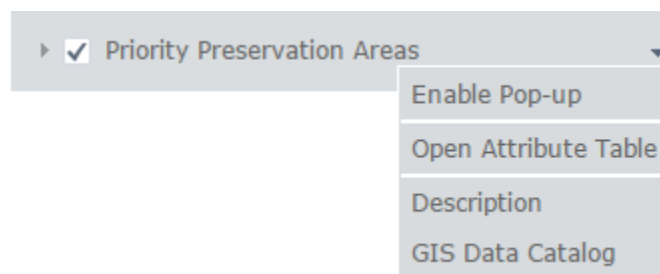 Priority Preservation Areas
Enable Pop-up
Open Attribute Table
Description
GIS Data Catalog